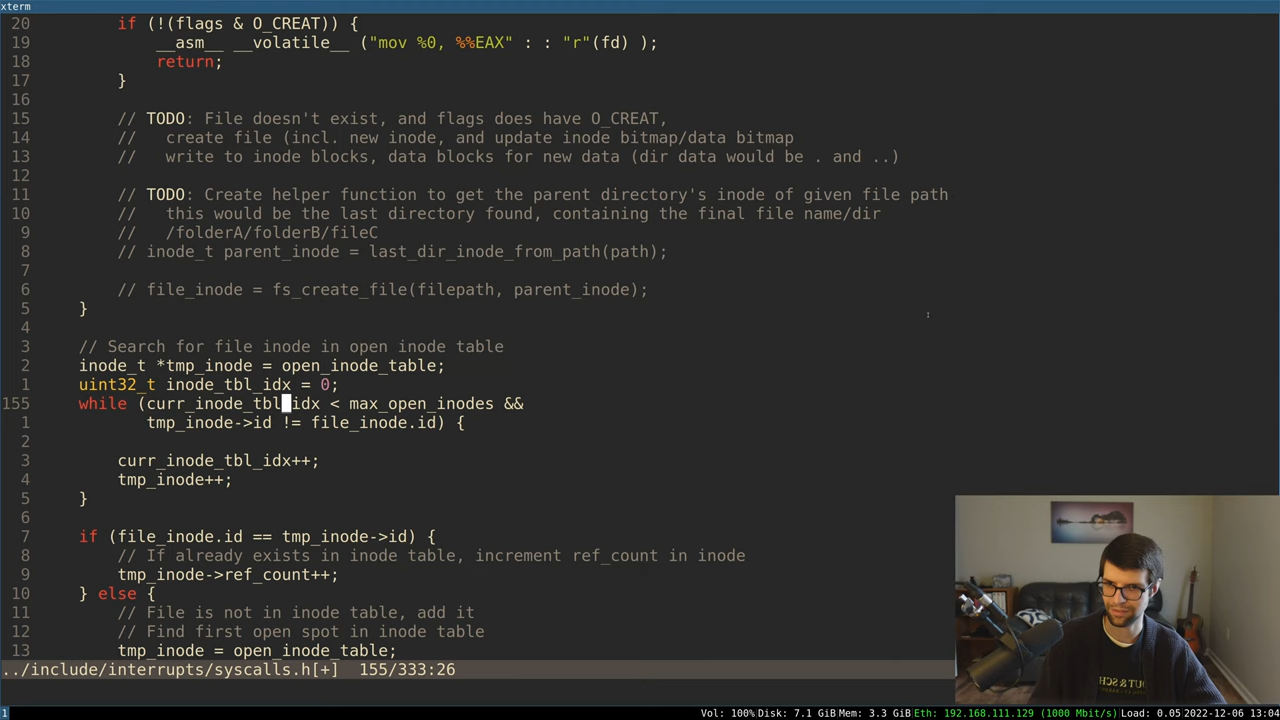 xterm
20 if (!(flags & O_CREAT)) {
19 __asm__ __volatile__ ("mov %0, %%EAX" : : "r"(fd) );
18 return;
17 }
16
15 // TODO: File doesn't exist, and flags does have O_CREAT,
14 // create file (incl. new inode, and update inode bitmap/data bitmap
13 // write to inode blocks, data blocks for new data (dir data would be . and ..)
12
11 // TODO: Create helper function to get the parent directory's inode of given file path
10 // this would be the last directory found, containing the final file name/dir
9 // /folderA/folderB/fileC
8 // inode_t parent_inode = last_dir_inode_from_path(path);
7
6 // file_inode = fs_create_file(filepath, parent_inode);
5 }
4
3 // Search for file inode in open inode table
2 inode_t *tmp_inode = open_inode_table;
1 uint32_t inode_tbl_idx = 0;
155 while (curr_inode_tbl_idx < max_open_inodes &&
1 tmp_inode->id != file_inode.id) {
2
3 curr_inode_tbl_idx++;
4 tmp_inode++;
5 }
6
7 if (file_inode.id == tmp_inode->id) {
8 // If already exists in inode table, increment ref_count in inode
9 tmp_inode->ref_count++;
10 } else {
11 // File is not in inode table, add it
12 // Find first open spot in inode table
13 tmp_inode = open_inode_table;
../include/interrupts/syscalls.h[+] 155/333:26
1 Vol: 100% Disk: 7.1 GiB Mem: 3.3 GiB Eth: 192.168.111.129 (1000 Mbit/s) Load: 0.05 2022-12-06 13:04